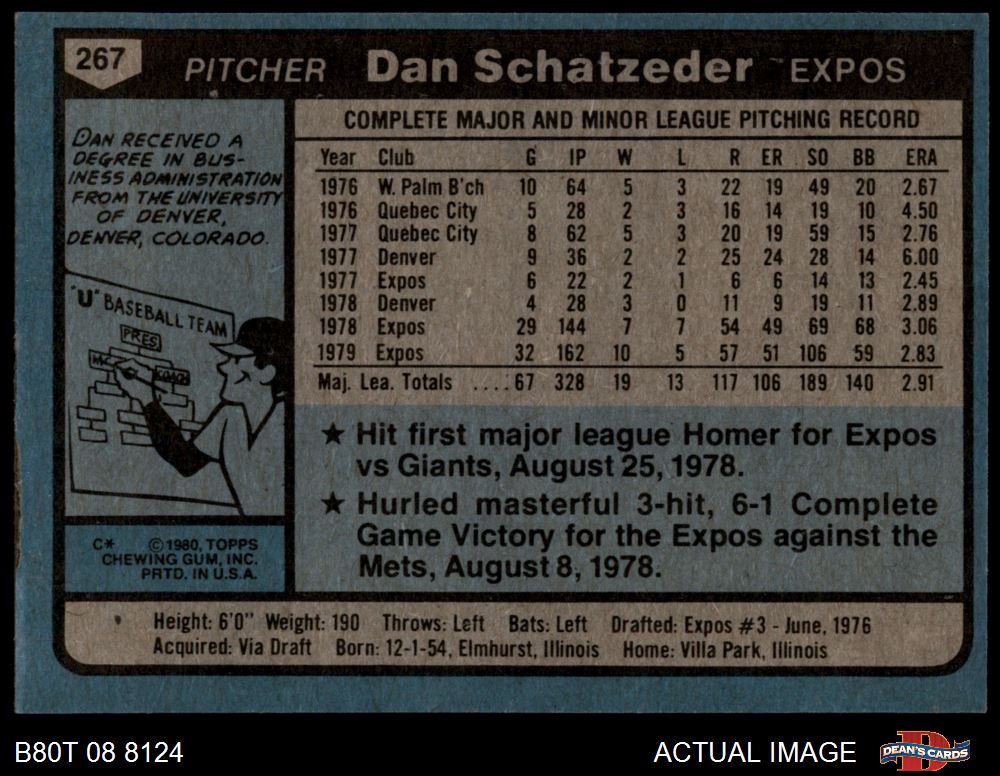 267
PITCHER Dan Schatzeder EXPOS
DAN RECEIVED A
DEGREE IN BUS-
INESS ADMINISTRATION
FROM THE UNIVERSITY
OF DENVER,
DENVER, COLORADO.
"U" BASEBALL TEAM
PRES
COACH
C* ©1980, TOPPS
CHEWING GUM, INC.
PRTD. IN U.S.A.
COMPLETE MAJOR AND MINOR LEAGUE PITCHING RECORD
Year Club G IP W L R ER SO BB ERA
1976 W. Palm B'ch 10 64 5 3 22 19 49 20 2.67
1976 Quebec City 5 28 2 3 16 14 19 10 4.50
1977 Quebec City 8 62 5 3 20 19 59 15 2.76
1977 Denver 9 36 2 2 25 24 28 14 6.00
1977 Expos 6 22 2 1 6 6 14 13 2.45
1978 Denver 4 28 3 0 11 9 19 11 2.89
1978 Expos 29 144 7 7 54 49 69 68 3.06
1979 Expos 32 162 10 5 57 51 106 59 2.83
Maj. Lea. Totals ....67 328 19 13 117 106 189 140 2.91
★ Hit first major league Homer for Expos
vs Giants, August 25, 1978.
★ Hurled masterful 3-hit, 6-1 Complete
Game Victory for the Expos against the
Mets, August 8, 1978.
Height: 6'0" Weight: 190 Throws: Left Bats: Left Drafted: Expos #3 - June, 1976
Acquired: Via Draft Born: 12-1-54, Elmhurst, Illinois Home: Villa Park, Illinois
B80T 08 8124
ACTUAL IMAGE
DEAN'S CARDS